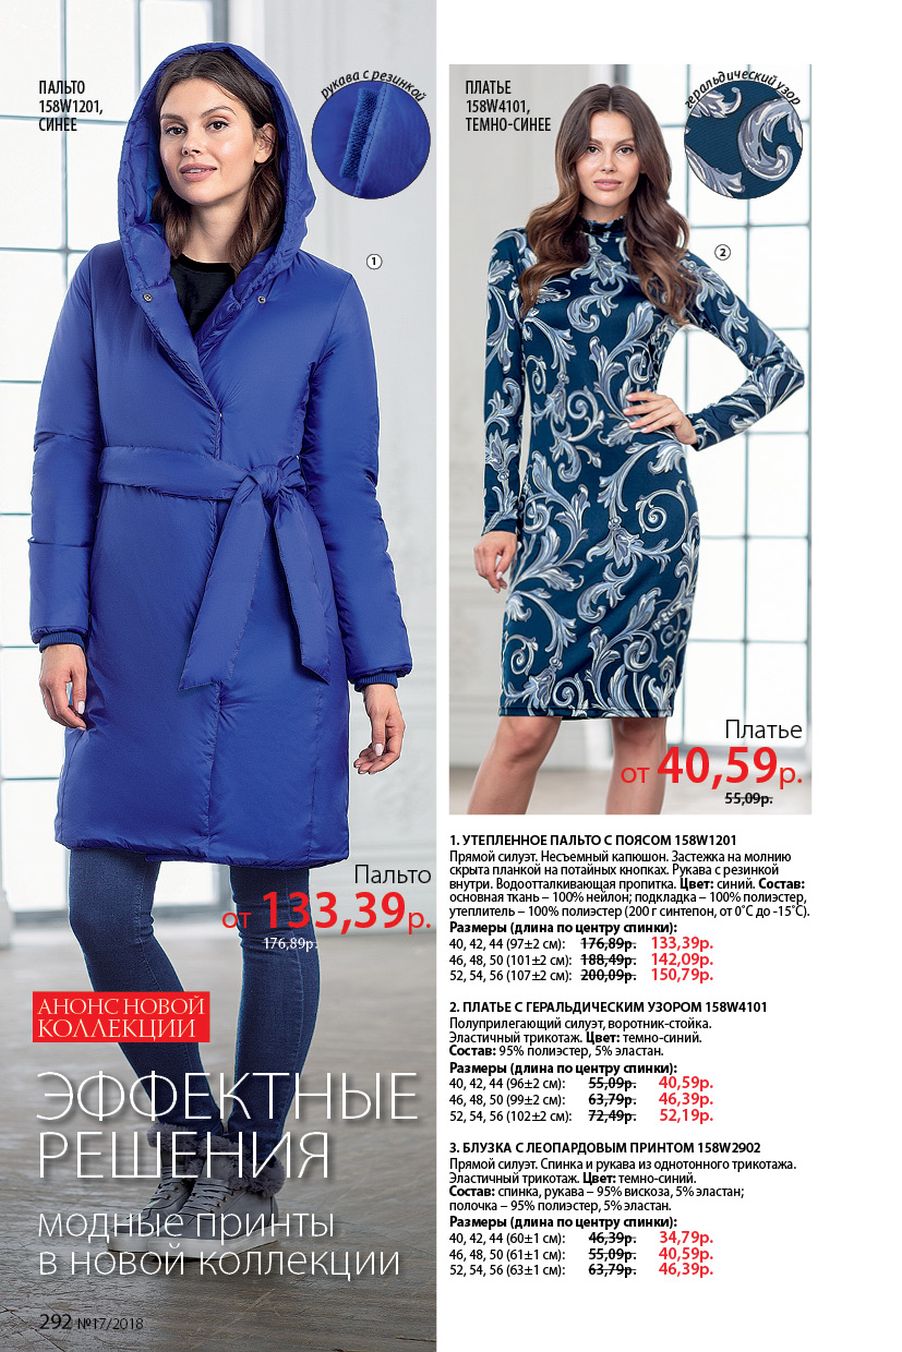 ПАЛЬТО
158W1201,
СИНЕЕ
рукава с резинкой
1
ПЛАТЬЕ
158W4101,
ТЕМНО-СИНЕЕ
геральдический узор
2
Платье
от 40,59р.
55,09р.
Пальто
от 133,39р.
176,89р.
АНОНС НОВОЙ
КОЛЛЕКЦИИ
ЭФФЕКТНЫЕ
РЕШЕНИЯ
модные принты
в новой коллекции
292 №17/2018
1. УТЕПЛЕННОЕ ПАЛЬТО С ПОЯСОМ 158W1201
Прямой силуэт. Несъемный капюшон. Застежка на молнию
скрыта планкой на потайных кнопках. Рукава с резинкой
внутри. Водоотталкивающая пропитка. Цвет: синий. Состав:
основная ткань – 100% нейлон; подкладка – 100% полиэстер,
утеплитель – 100% полиэстер (200 г синтепон, от 0˚С до -15˚С).
Размеры (длина по центру спинки):
40, 42, 44 (97±2 см): 176,89р. 133,39р.
46, 48, 50 (101±2 см): 188,49р. 142,09р.
52, 54, 56 (107±2 см): 200,09р. 150,79р.
2. ПЛАТЬЕ С ГЕРАЛЬДИЧЕСКИМ УЗОРОМ 158W4101
Полуприлегающий силуэт, воротник-стойка.
Эластичный трикотаж. Цвет: темно-синий.
Состав: 95% полиэстер, 5% эластан.
Размеры (длина по центру спинки):
40, 42, 44 (96±2 см): 55,09р. 40,59р.
46, 48, 50 (99±2 см): 63,79р. 46,39р.
52, 54, 56 (102±2 см): 72,49р. 52,19р.
3. БЛУЗКА С ЛЕОПАРДОВЫМ ПРИНТОМ 158W2902
Прямой силуэт. Спинка и рукава из однотонного трикотажа.
Эластичный трикотаж. Цвет: темно-синий.
Состав: спинка, рукава – 95% вискоза, 5% эластан;
полочка – 95% полиэстер, 5% эластан.
Размеры (длина по центру спинки):
40, 42, 44 (60±1 см): 46,39р. 34,79р.
46, 48, 50 (61±1 см): 55,09р. 40,59р.
52, 54, 56 (63±1 см): 63,79р. 46,39р.